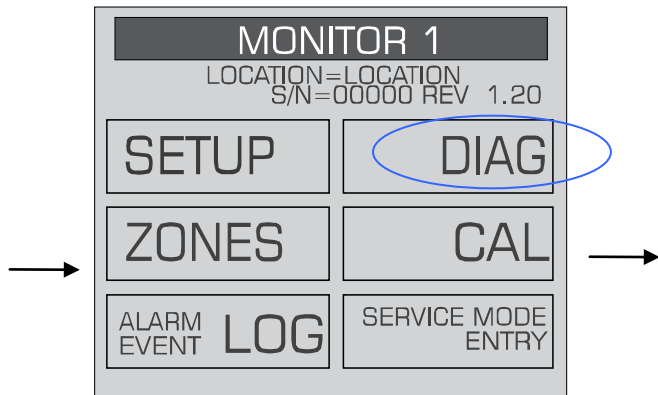 MONITOR 1
LOCATION=LOCATION
S/N=00000 REV 1.20
SETUP
DIAG
ZONES
CAL
ALARM EVENT LOG
SERVICE MODE
ENTRY